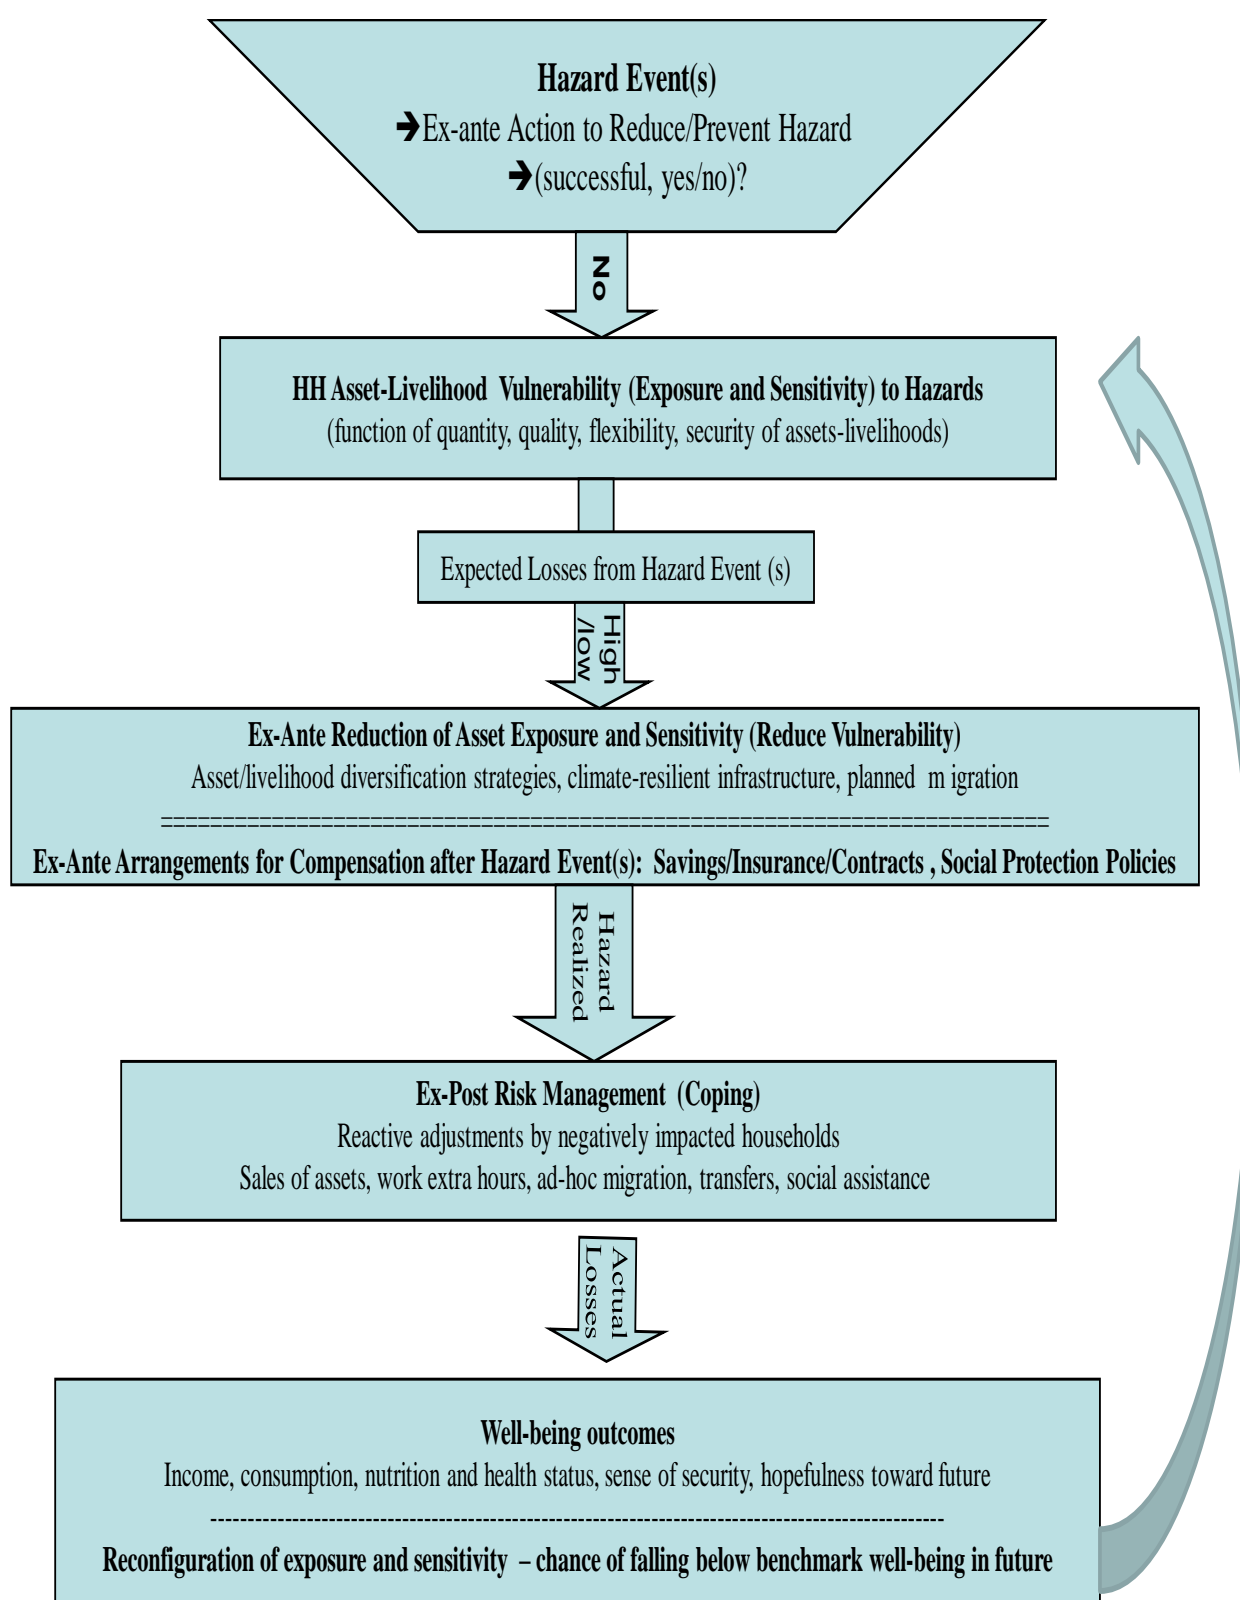 Hazard Event(s)
➔Ex-ante Action to Reduce/Prevent Hazard
➔(successful, yes/no)?
No
HH Asset-Livelihood Vulnerability (Exposure and Sensitivity) to Hazards
(function of quantity, quality, flexibility, security of assets-livelihoods)
Expected Losses from Hazard Event (s)
High
/low
Ex-Ante Reduction of Asset Exposure and Sensitivity (Reduce Vulnerability)
Asset/livelihood diversification strategies, climate-resilient infrastructure, planned m igration
========================================================================
Ex-Ante Arrangements for Compensation after Hazard Event(s): Savings/Insurance/Contracts , Social Protection Policies
Hazard
Realized
Ex-Post Risk Management (Coping)
Reactive adjustments by negatively impacted households
Sales of assets, work extra hours, ad-hoc migration, transfers, social assistance
Actual
Losses
Well-being outcomes
Income, consumption, nutrition and health status, sense of security, hopefulness toward future
------------------------------------------------------------------------------------------------
Reconfiguration of exposure and sensitivity – chance of falling below benchmark well-being in future